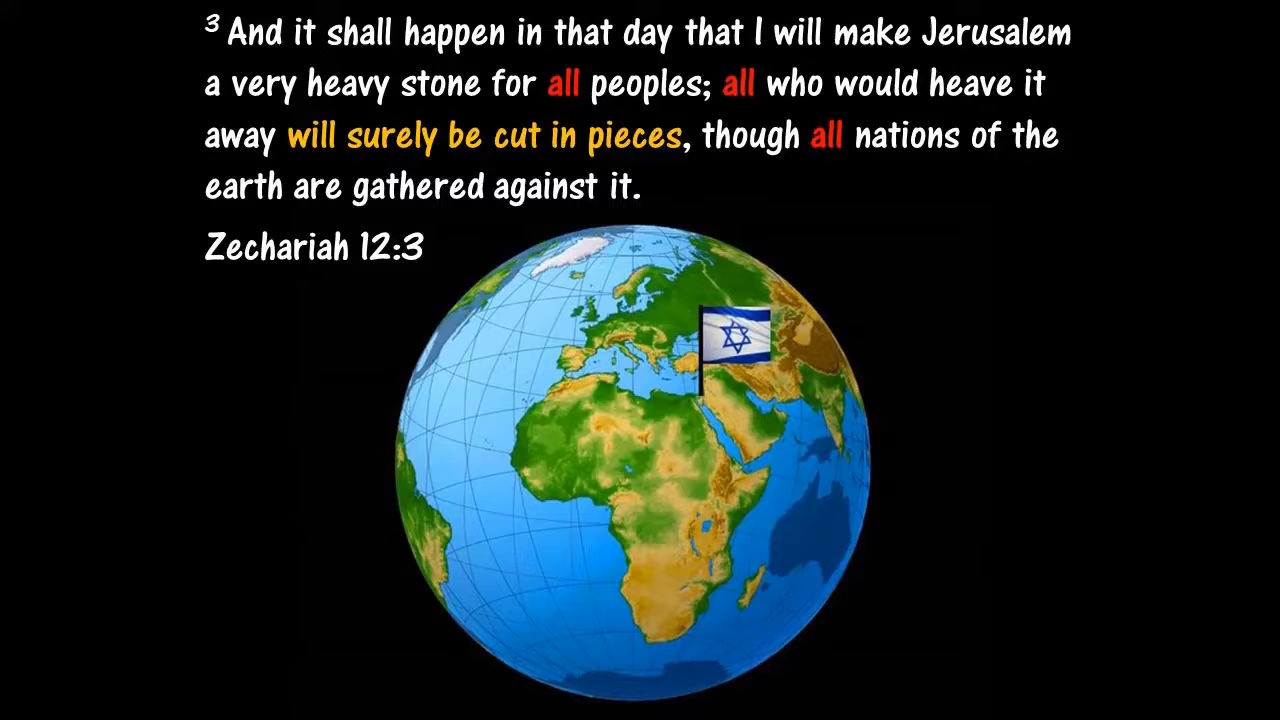 3 And it shall happen in that day that I will make Jerusalem
a very heavy stone for all peoples; all who would heave it
away will surely be cut in pieces, though all nations of the
earth are gathered against it.
Zechariah 12:3